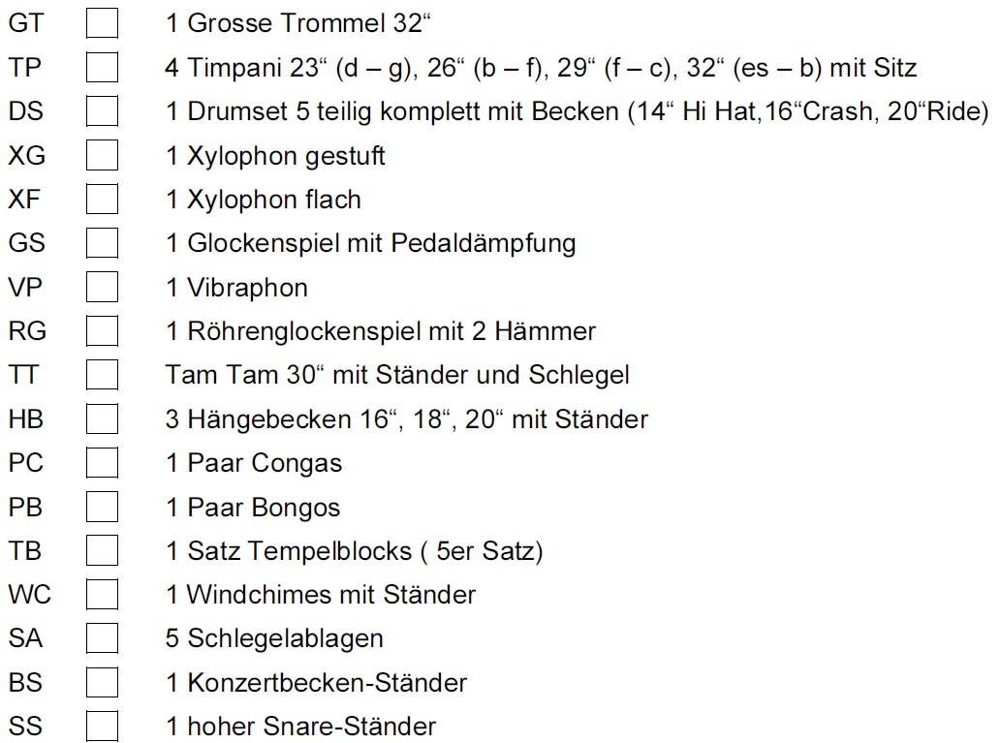 GT 1 Grosse Trommel 32“
TP 4 Timpani 23“ (d – g), 26“ (b – f), 29“ (f – c), 32“ (es – b) mit Sitz
DS 1 Drumset 5 teilig komplett mit Becken (14“ Hi Hat,16“Crash, 20“Ride)
XG 1 Xylophon gestuft
XF 1 Xylophon flach
GS 1 Glockenspiel mit Pedaldämpfung
VP 1 Vibraphon
RG 1 Röhrenglockenspiel mit 2 Hämmer
TT Tam Tam 30“ mit Ständer und Schlegel
HB 3 Hängebecken 16“, 18“, 20“ mit Ständer
PC 1 Paar Congas
PB 1 Paar Bongos
TB 1 Satz Tempelblocks ( 5er Satz)
WC 1 Windchimes mit Ständer
SA 5 Schlegelablagen
BS 1 Konzertbecken-Ständer
SS 1 hoher Snare-Ständer